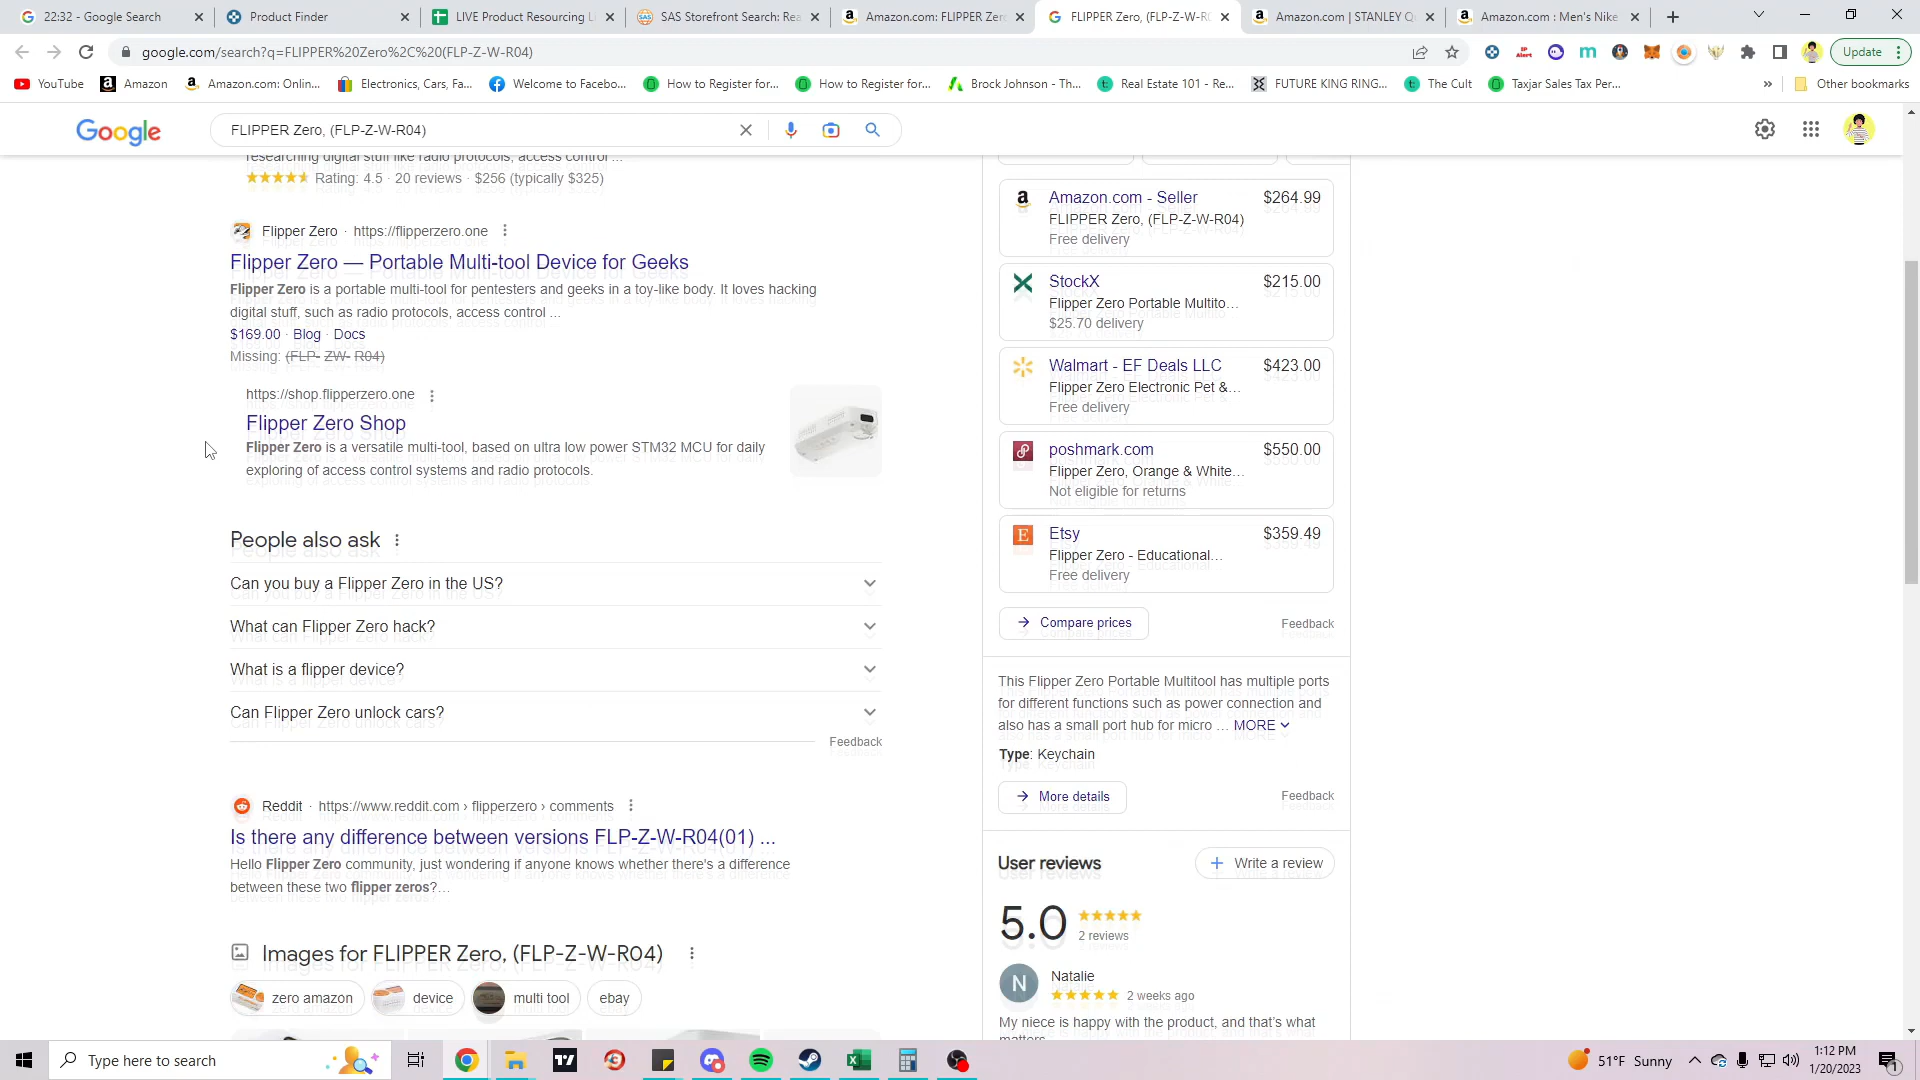 22:32 - Google Search
Product Finder
LIVE Product Resourcing Li
SAS Storefront Search: Rea
Amazon.com: FLIPPER Zero
FLIPPER Zero, (FLP-Z-W-R0
Amazon.com | STANLEY Qu
Amazon.com : Men's Nike
google.com/search?q=FLIPPER%20Zero%2C%20(FLP-Z-W-R04)
Update
YouTube
Amazon
Amazon.com: Onlin...
Electronics, Cars, Fa...
Welcome to Facebo...
How to Register for...
How to Register for...
Brock Johnson - Th...
Real Estate 101 - Re...
FUTURE KING RING...
The Cult
Taxjar Sales Tax Per...
»
Other bookmarks
Google
FLIPPER Zero, (FLP-Z-W-R04)
researching digital stuff like radio protocols, access control ...
Rating: 4.5 · 20 reviews · $256 (typically $325)
Flipper Zero · https://flipperzero.one
Flipper Zero — Portable Multi-tool Device for Geeks
Flipper Zero is a portable multi-tool for pentesters and geeks in a toy-like body. It loves hacking
digital stuff, such as radio protocols, access control ...
$169.00 · Blog · Docs
Missing: (FLP- ZW- R04)
https://shop.flipperzero.one
Flipper Zero Shop
Flipper Zero is a versatile multi-tool, based on ultra low power STM32 MCU for daily
exploring of access control systems and radio protocols.
People also ask
Can you buy a Flipper Zero in the US?
What can Flipper Zero hack?
What is a flipper device?
Can Flipper Zero unlock cars?
Feedback
Reddit · https://www.reddit.com › flipperzero › comments
Is there any difference between versions FLP-Z-W-R04(01) ...
Hello Flipper Zero community, just wondering if anyone knows whether there's a difference
between these two flipper zeros?...
Images for FLIPPER Zero, (FLP-Z-W-R04)
zero amazon
device
multi tool
ebay
Amazon.com - Seller $264.99
FLIPPER Zero, (FLP-Z-W-R04)
Free delivery
StockX $215.00
Flipper Zero Portable Multito...
$25.70 delivery
Walmart - EF Deals LLC $423.00
Flipper Zero Electronic Pet &...
Free delivery
poshmark.com $550.00
Flipper Zero, Orange & White...
Not eligible for returns
Etsy $359.49
Flipper Zero - Educational...
Free delivery
Compare prices
Feedback
This Flipper Zero Portable Multitool has multiple ports
for different functions such as power connection and
also has a small port hub for micro ... MORE
Type: Keychain
More details
Feedback
User reviews
Write a review
5.0
2 reviews
N
Natalie
2 weeks ago
My niece is happy with the product, and that's what
matters
Type here to search
51°F Sunny
1:12 PM
1/20/2023